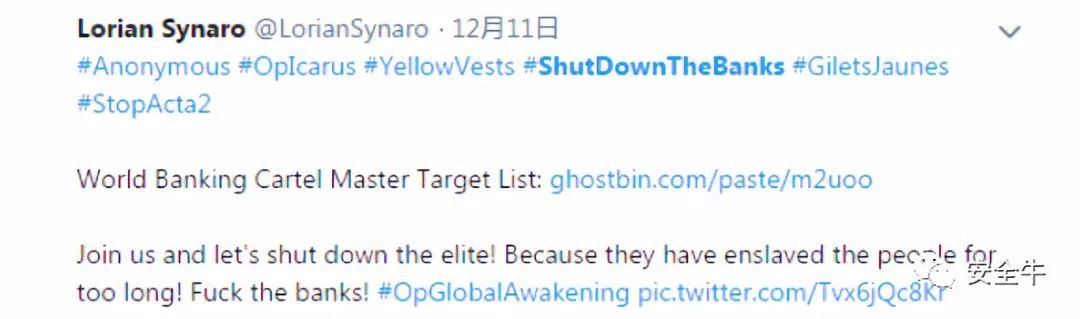 Lorian Synaro @LorianSynaro · 12月11日
#Anonymous #OpIcarus #YellowVests #ShutDownTheBanks #GiletsJaunes
#StopActa2
World Banking Cartel Master Target List: ghostbin.com/paste/m2uoo
Join us and let's shut down the elite! Because they have enslaved the people for
too long! Fuck the banks! #OpGlobalAwakening pic.twitter.com/Tvx6jQc8Kr
安全牛